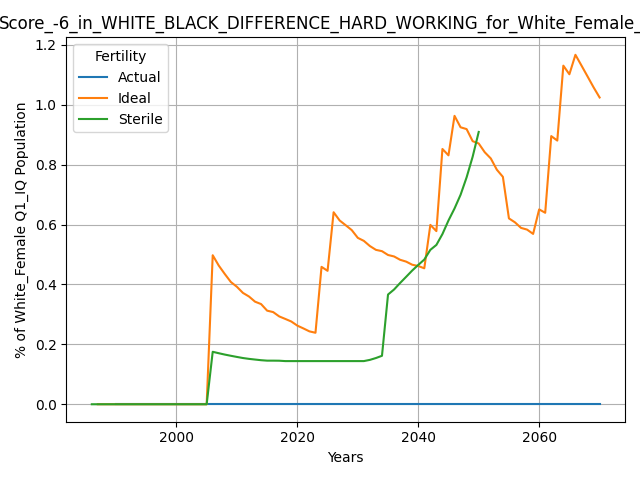 Score_-6_in_WHITE_BLACK_DIFFERENCE_HARD_WORKING_for_White_Female_
Fertility
Actual
Ideal
Sterile
% of White_Female Q1_IQ Population
1.2
1.0
0.8
0.6
0.4
0.2
0.0
2000
2020
2040
2060
Years